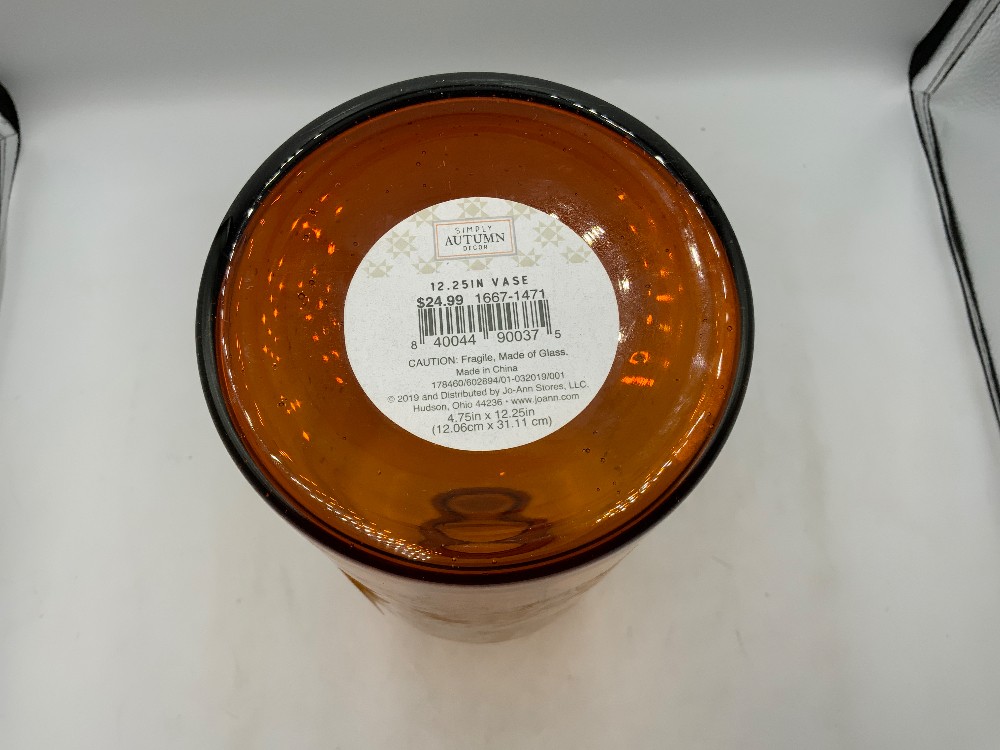 SIMPLY
AUTUMN
DECOR
12.25IN VASE
$24.99 1667-1471
8 40044 90037 5
CAUTION: Fragile, Made of Glass.
Made in China
178460/602894/01-032019/001
© 2019 and Distributed by Jo-Ann Stores, LLC.
Hudson, Ohio 44236 • www.joann.com
4.75in x 12.25in
(12.06cm x 31.11 cm)